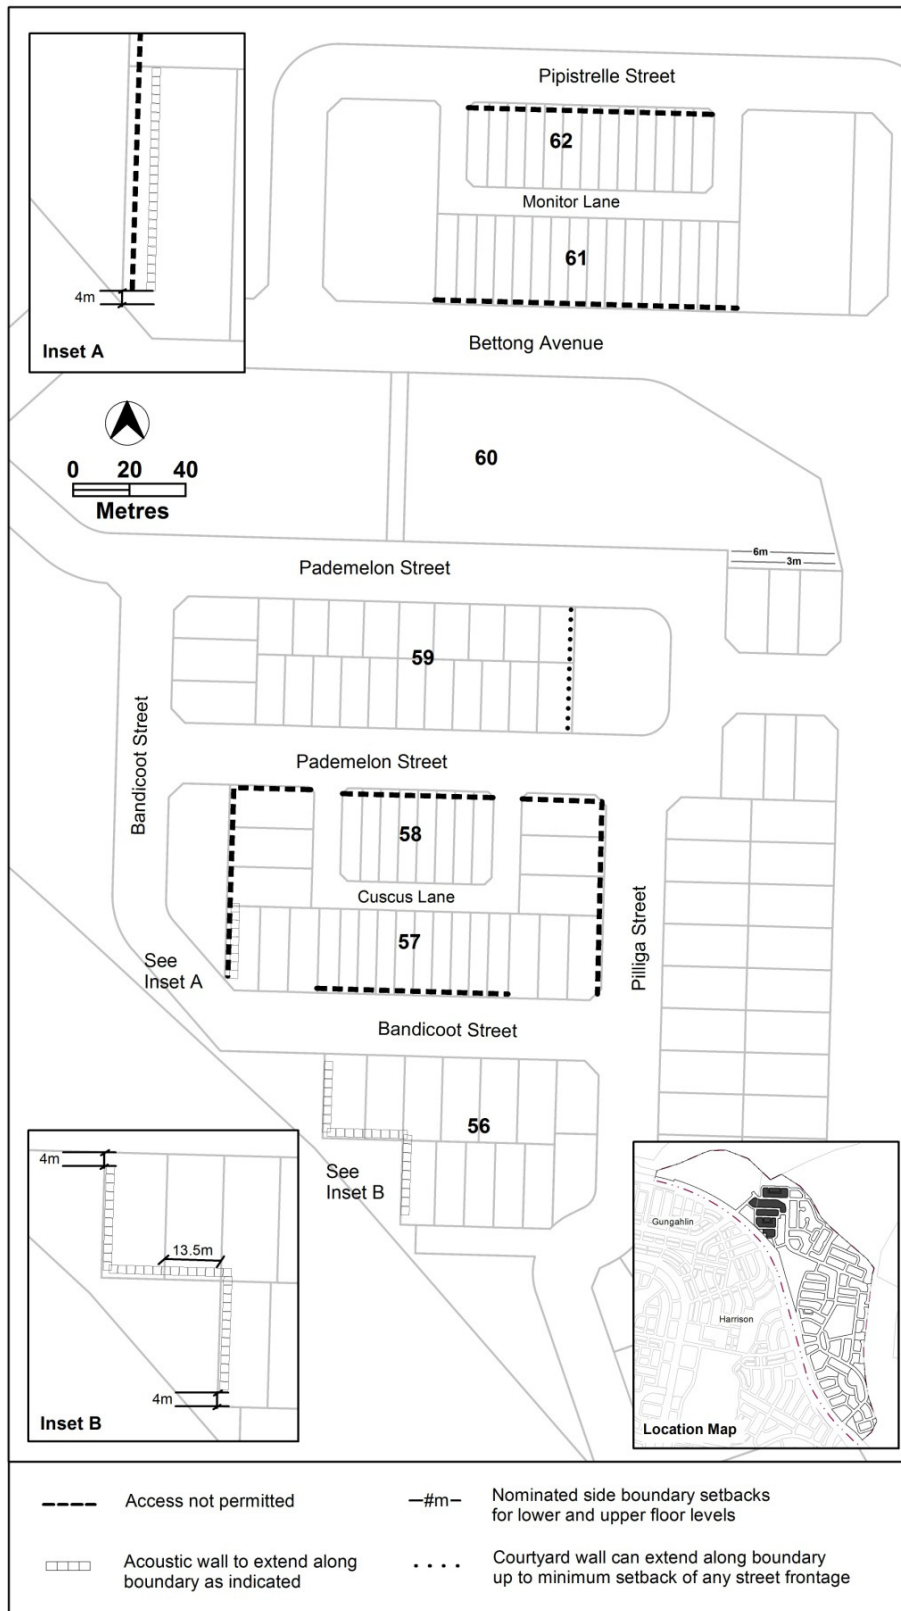 Pipistrelle Street
62
Monitor Lane
61
4m
Inset A
Bettong Avenue
0 20 40
Metres
60
6m
3m
Pademelon Street
59
Bandicoot Street
Pademelon Street
58
Cuscus Lane
57
Pilliga Street
See
Inset A
Bandicoot Street
56
See
Inset B
4m
13.5m
4m
Inset B
Gungahlin
Harrison
Location Map
Access not permitted
#m
Nominated side boundary setbacks
for lower and upper floor levels
Acoustic wall to extend along
boundary as indicated
Courtyard wall can extend along boundary
up to minimum setback of any street frontage